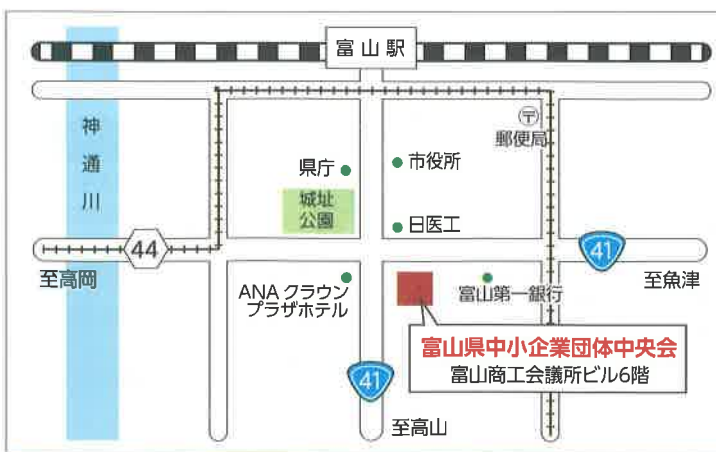 富山駅
神通川
〒
郵便局
県庁
市役所
城址
公園
日医工
44
41
至高岡
至魚津
ANAクラウン
プラザホテル
富山第一銀行
富山県中小企業団体中央会
富山商工会議所ビル6階
41
至高山